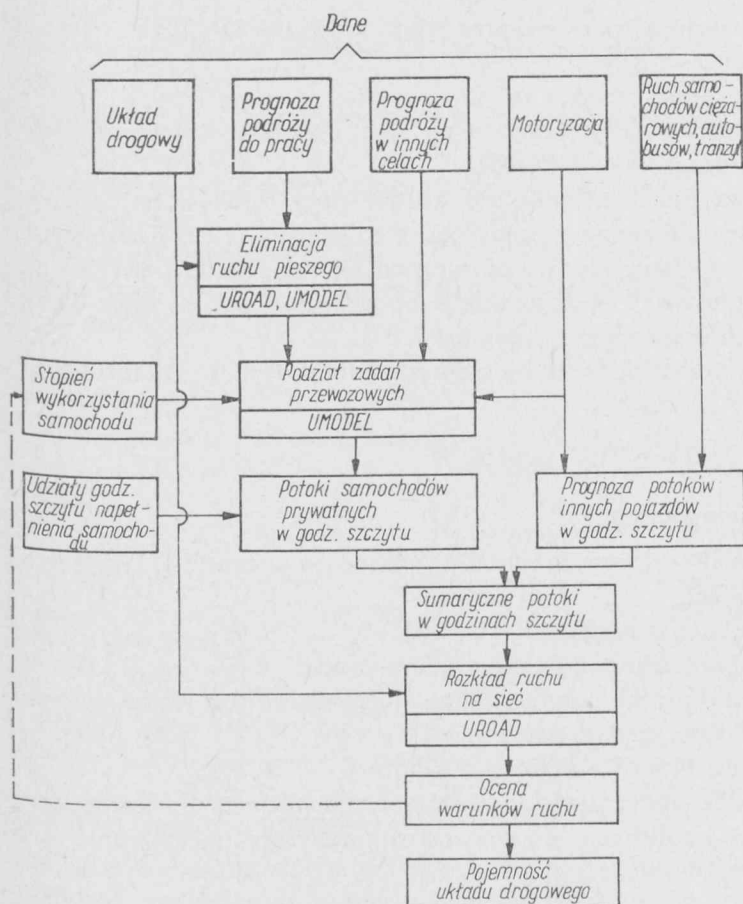 Dane
Układ
drogowy
Prognoza
podróży
do pracy
Prognoza
podróży
w innych
celach
Motoryzacja
Ruch samo-
chodów cięża-
rowych, auto-
busów, tranzyt
Eliminacja
ruchu pieszego
UROAD, UMODEL
Stopień
wykorzystania
samochodu
Podział zadań
przewozowych
UMODEL
Udziały godz.
szczytu napeł-
nienia samocho-
du
Potoki samochodów
prywatnych
w godz. szczytu
Prognoza potoków
innych pojazdów
w godz. szczytu
Sumaryczne potoki
w godzinach szczytu
Rozkład ruchu
na sieć
UROAD
Ocena
warunków ruchu
Pojemność
układu drogowego